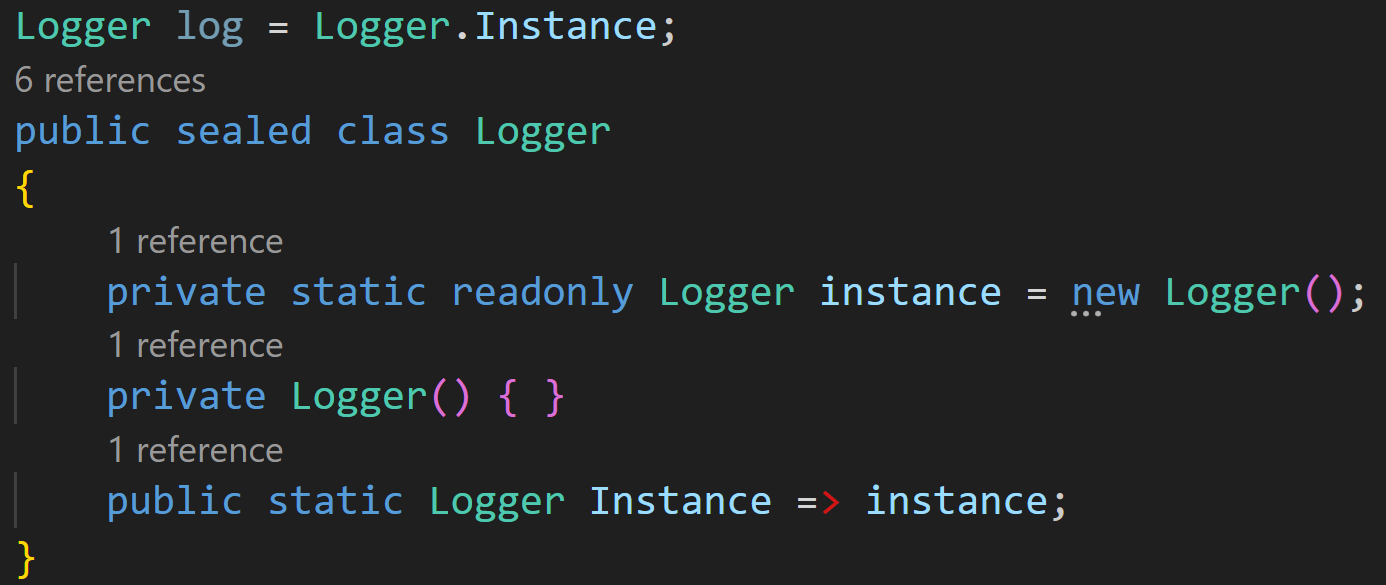 Logger log = Logger.Instance;
6 references
public sealed class Logger
{
1 reference
private static readonly Logger instance = new Logger();
1 reference
private Logger() { }
1 reference
public static Logger Instance => instance;
}